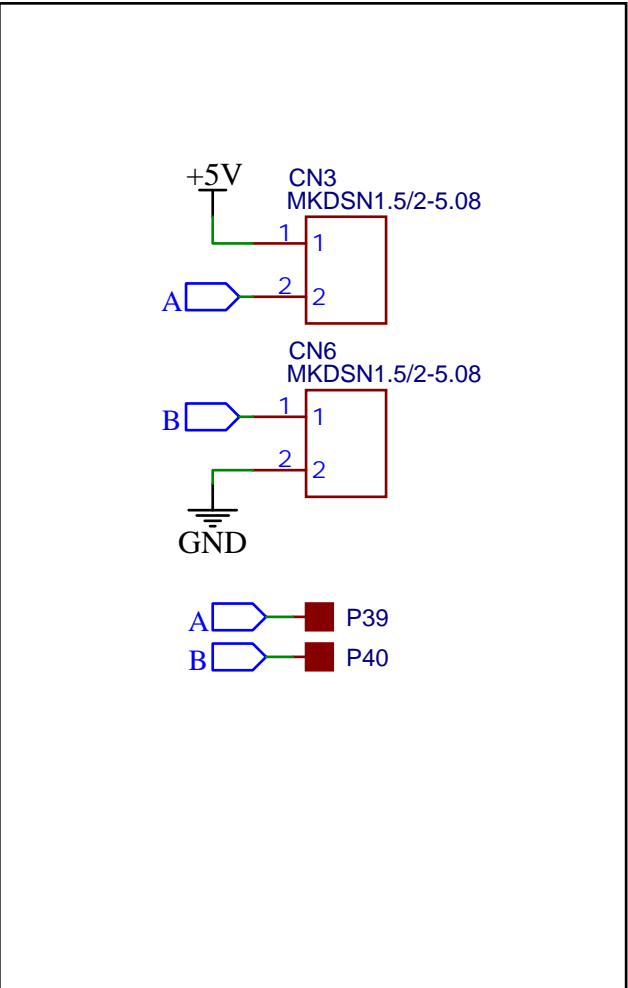 +5V
CN3
MKDSN1.5/2-5.08
1 1
A 2 2
CN6
MKDSN1.5/2-5.08
B 1 1
2 2
GND
A P39
B P40